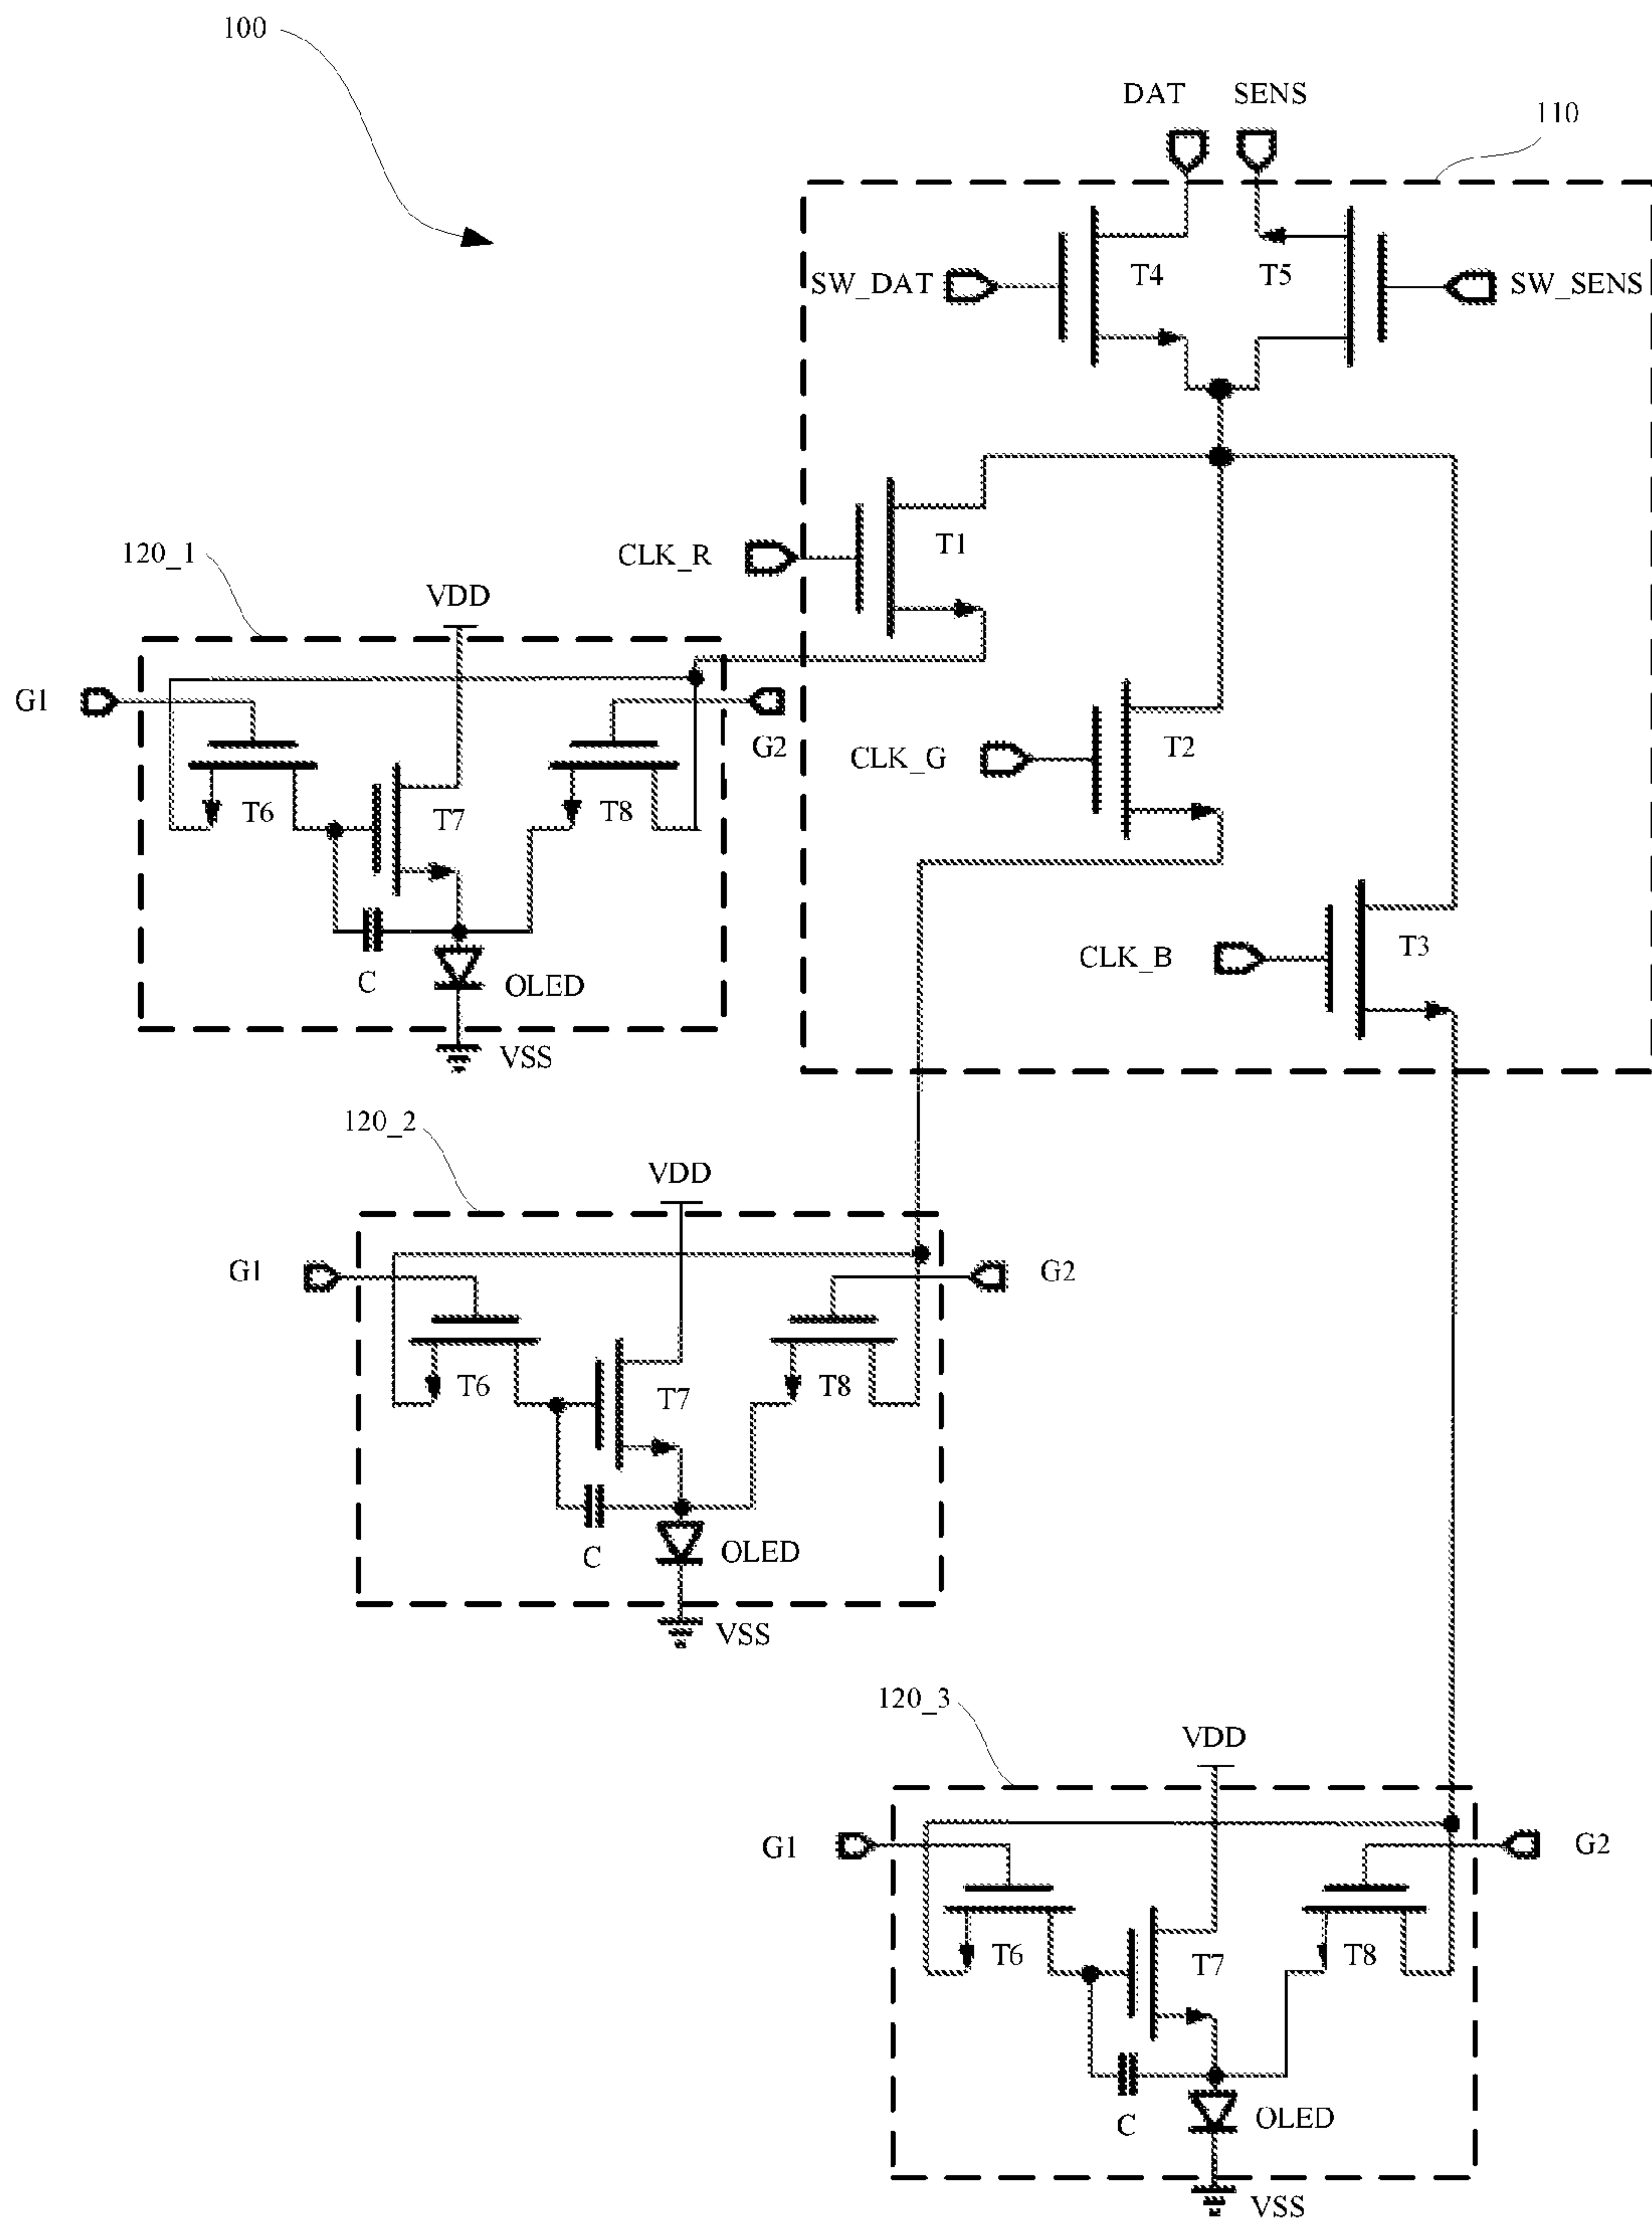 100
DAT SENS
110
SW_DAT T4 T5 SW_SENS
CLK_R T1
120_1
VDD
G1 G2
CLK_G T2
T6 T7 T8
CLK_B T3
C OLED
VSS
120_2
VDD
G1 G2
T6 T7 T8
C OLED
VSS
120_3
VDD
G1 G2
T6 T7 T8
C OLED
VSS